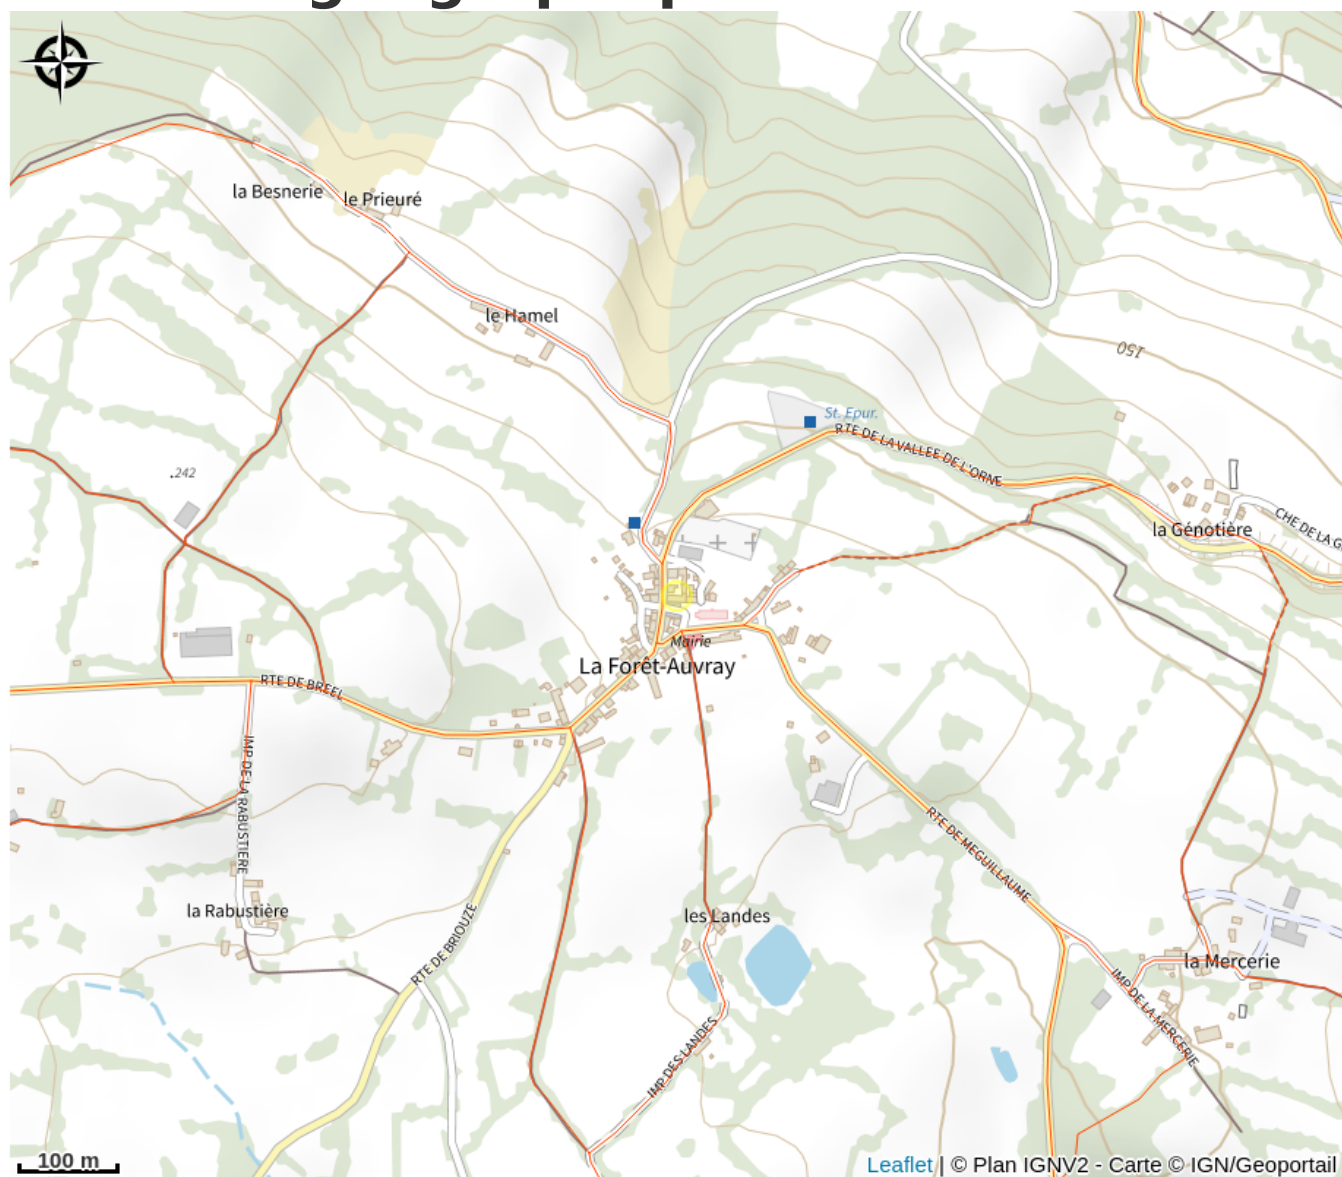 la Besnerie
le Prieuré
le Hamel
150
St. Epur.
RTE DE LA VALLEE DE L'ORNE
.242
la Génotière
CHE DE LA G
Mairie
La Forêt-Auvray
RTE DE BREEL
IMP DE LA RABUSTIERE
RTE DE MEGUILLAUME
la Rabustière
les Landes
RTE DE BRIOUZE
la Mercerie
IMP DE LA MERCERIE
IMP DES LANDES
100 m
Leaflet | © Plan IGNV2 - Carte © IGN/Geoportail